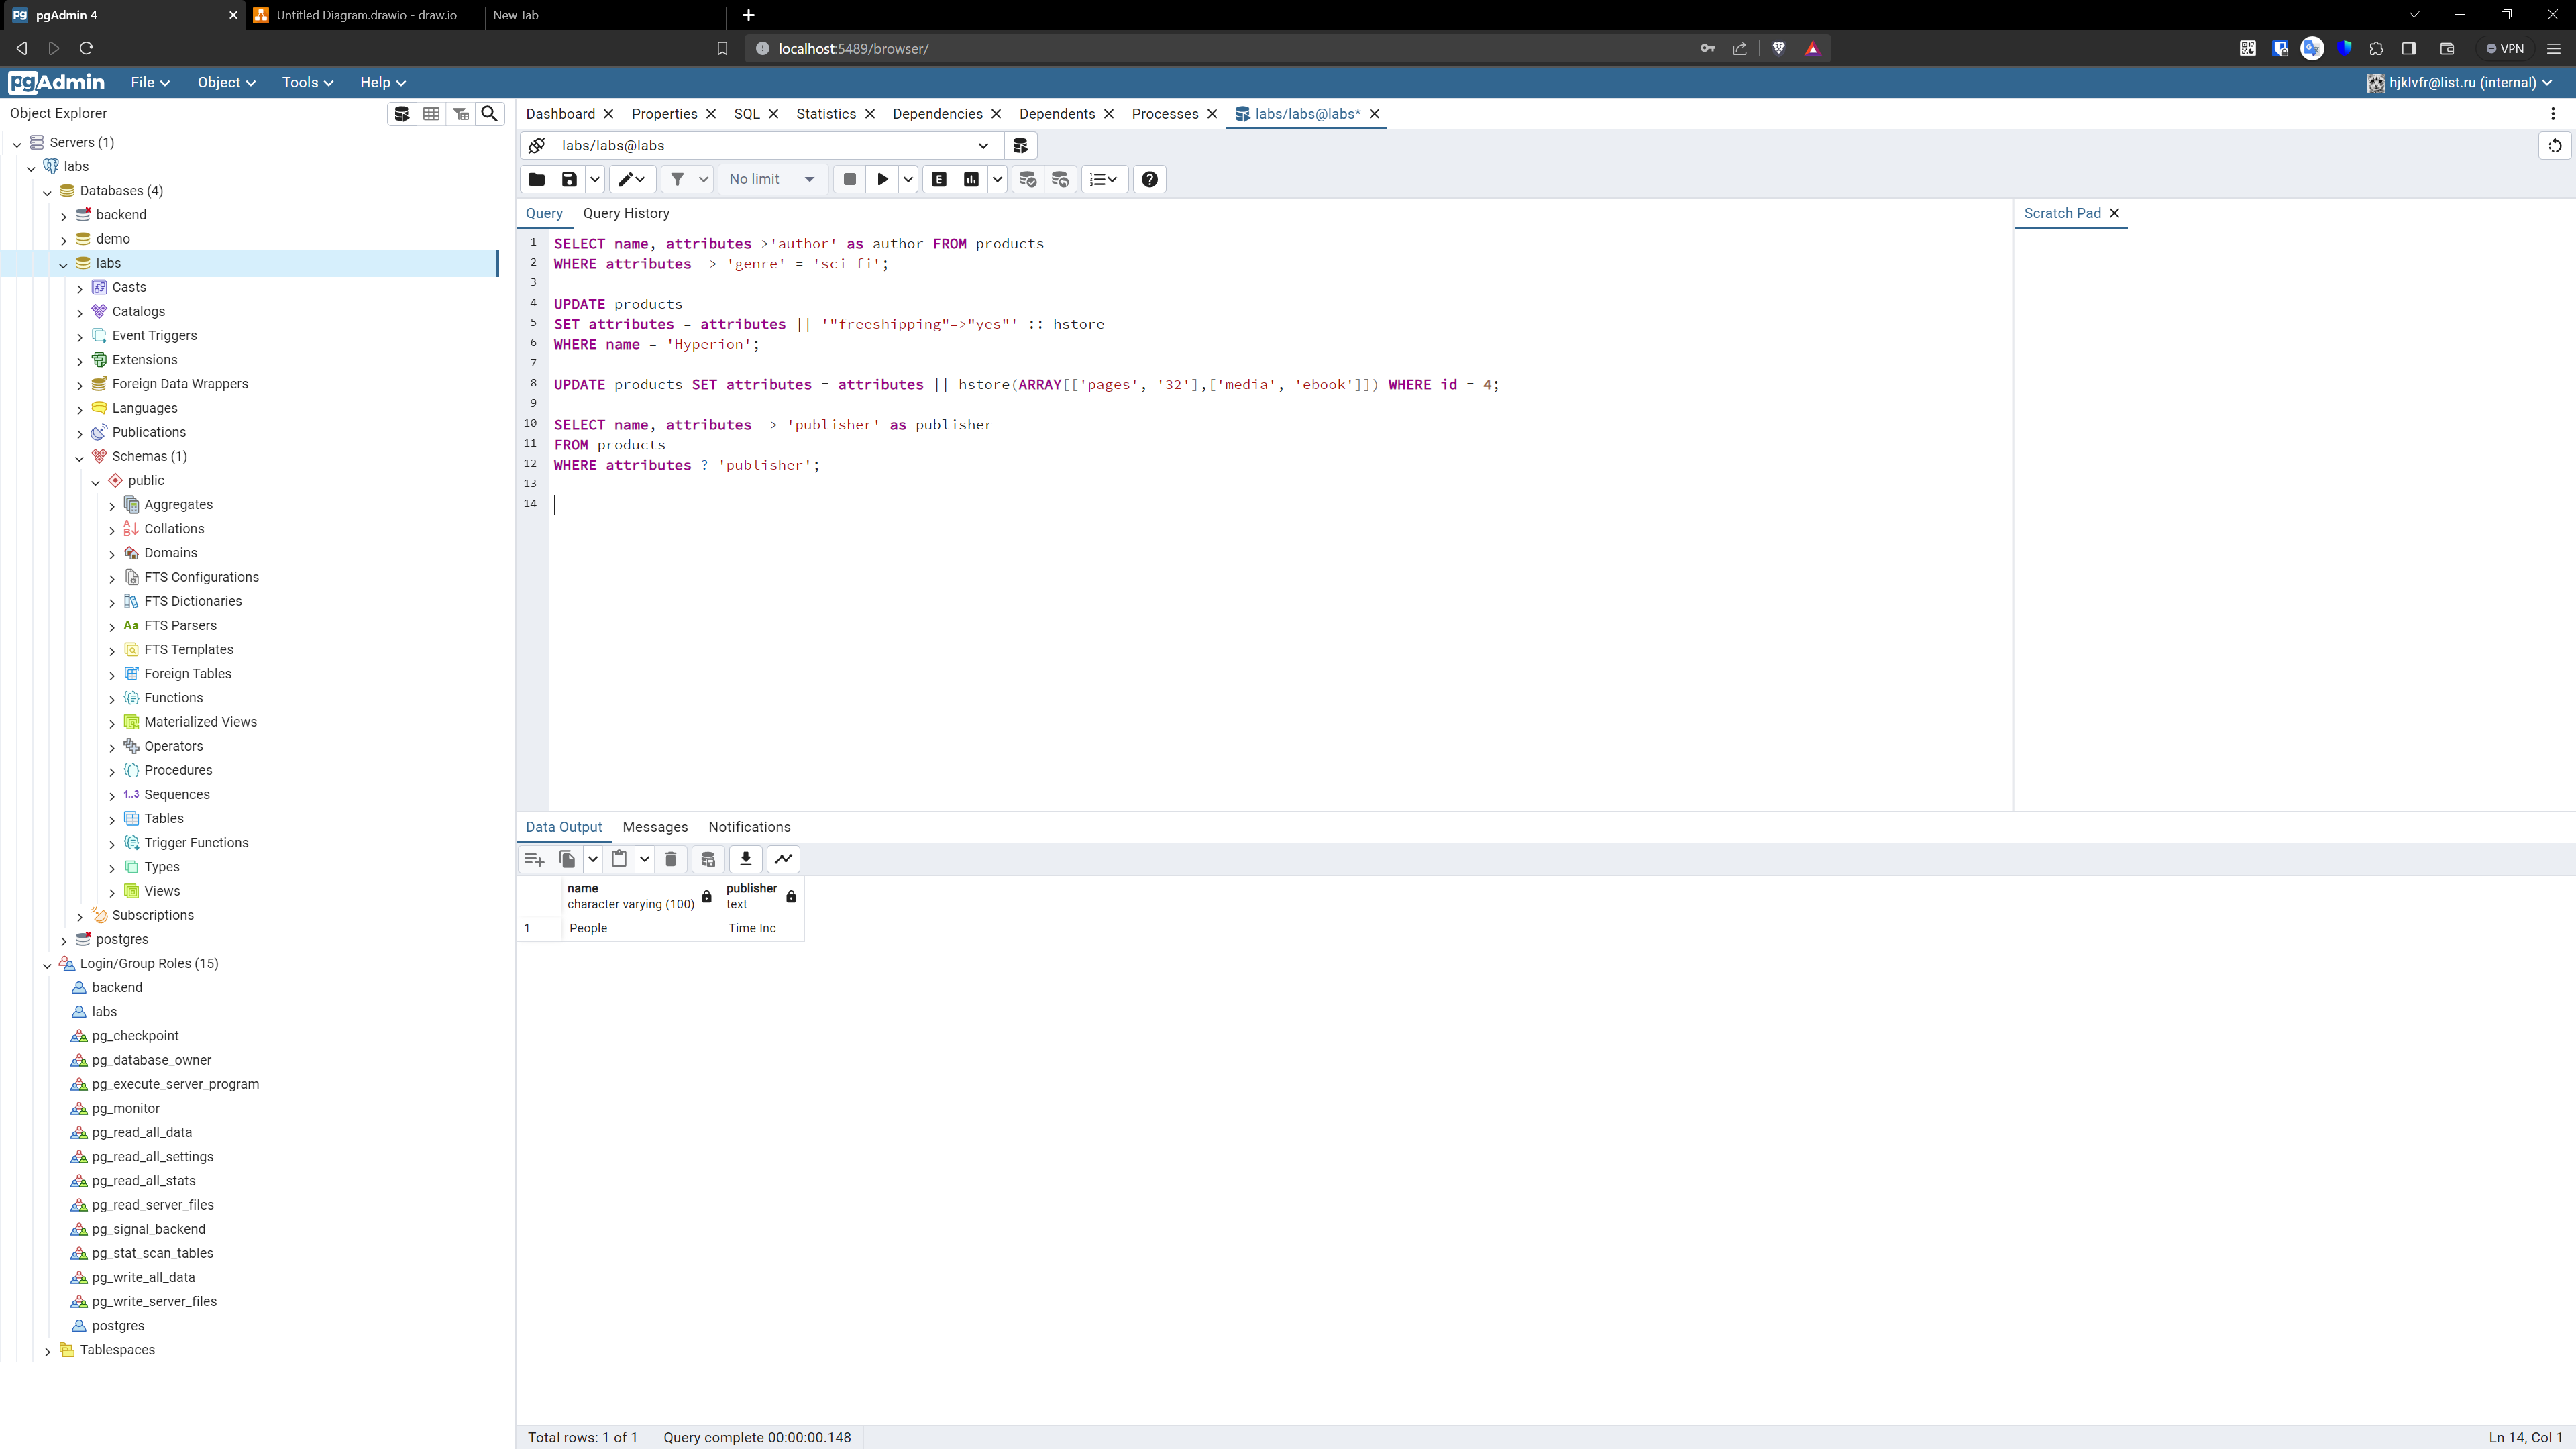 pgAdmin 4
Untitled Diagram.drawio - draw.io
New Tab
localhost:5489/browser/
VPN
pgAdmin
File
Object
Tools
Help
hjklvfr@list.ru (internal)
Object Explorer
Servers (1)
labs
Databases (4)
backend
demo
labs
Casts
Catalogs
Event Triggers
Extensions
Foreign Data Wrappers
Languages
Publications
Schemas (1)
public
Aggregates
Collations
Domains
FTS Configurations
FTS Dictionaries
Aa FTS Parsers
FTS Templates
Foreign Tables
Functions
Materialized Views
Operators
Procedures
1..3 Sequences
Tables
Trigger Functions
Types
Views
Subscriptions
postgres
Login/Group Roles (15)
backend
labs
pg_checkpoint
pg_database_owner
pg_execute_server_program
pg_monitor
pg_read_all_data
pg_read_all_settings
pg_read_all_stats
pg_read_server_files
pg_signal_backend
pg_stat_scan_tables
pg_write_all_data
pg_write_server_files
postgres
Tablespaces
Dashboard
Properties
SQL
Statistics
Dependencies
Dependents
Processes
labs/labs@labs*
labs/labs@labs
No limit
E
Query
Query History
Scratch Pad
1 SELECT name, attributes->'author' as author FROM products
2 WHERE attributes -> 'genre' = 'sci-fi';
3
4 UPDATE products
5 SET attributes = attributes || '"freeshipping"=>"yes"' :: hstore
6 WHERE name = 'Hyperion';
7
8 UPDATE products SET attributes = attributes || hstore(ARRAY[['pages', '32'],['media', 'ebook']]) WHERE id = 4;
9
10 SELECT name, attributes -> 'publisher' as publisher
11 FROM products
12 WHERE attributes ? 'publisher';
13
14
Data Output
Messages
Notifications
name
character varying (100)
publisher
text
1 People Time Inc
Total rows: 1 of 1
Query complete 00:00:00.148
Ln 14, Col 1